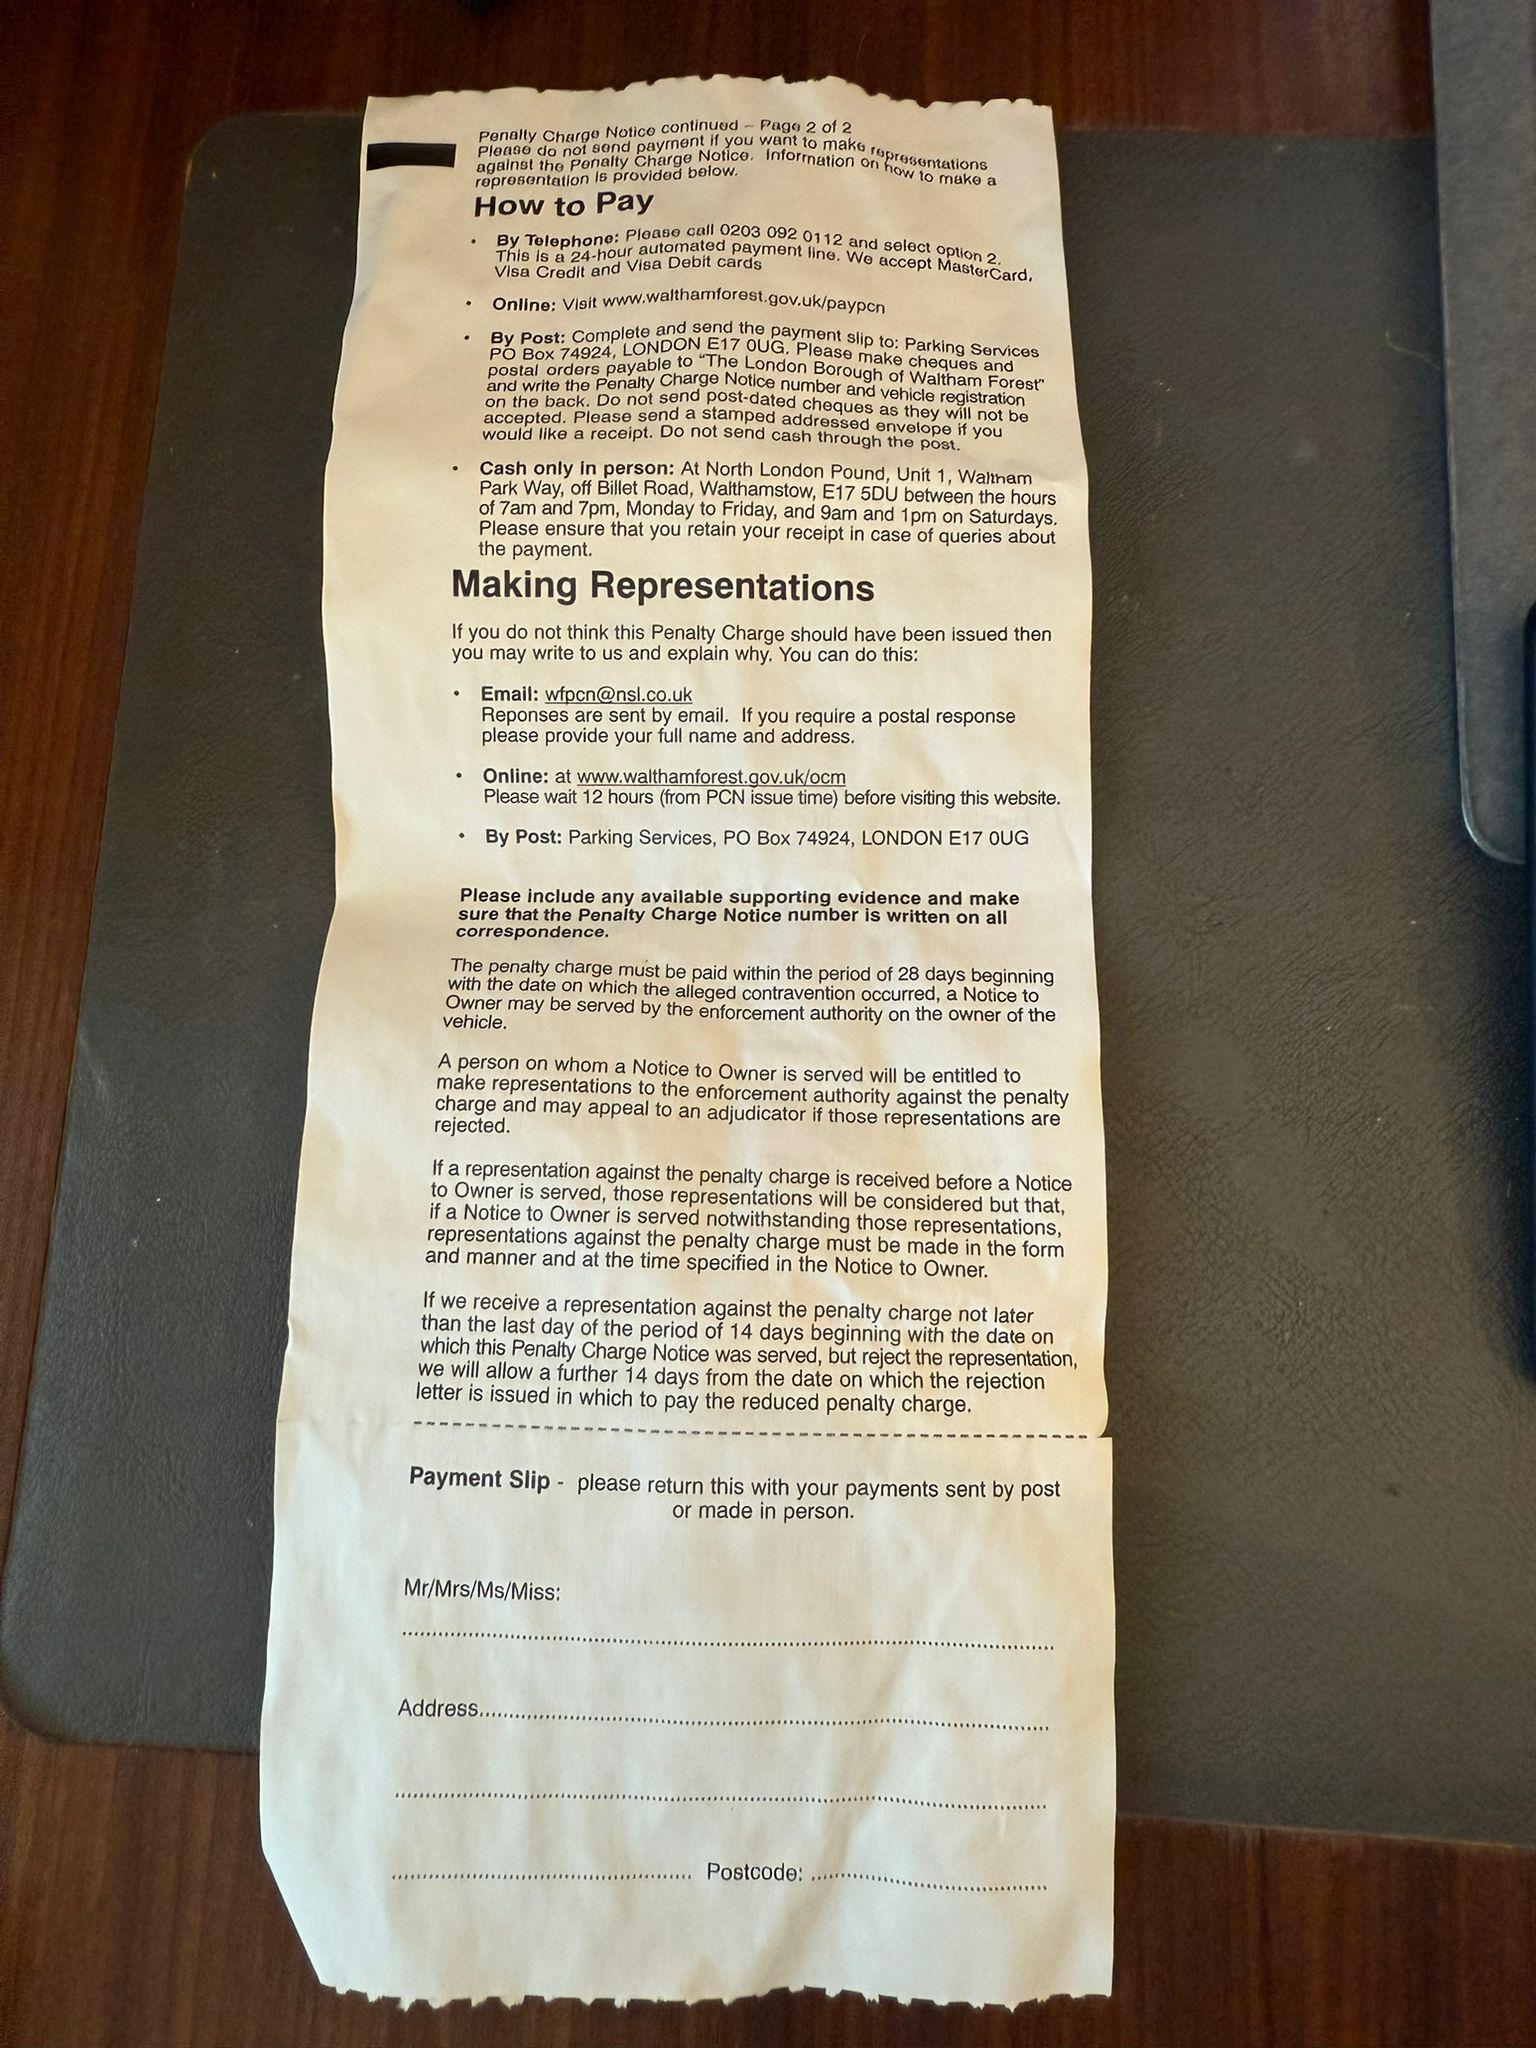 Penalty Charge Notice continued – Page 2 of 2
Please do not send payment if you want to make representations
against the Penalty Charge Notice. Information on how to make a
representation is provided below.
How to Pay
• By Telephone: Please call 0203 092 0112 and select option 2.
This is a 24-hour automated payment line. We accept MasterCard,
Visa Credit and Visa Debit cards
• Online: Visit www.walthamforest.gov.uk/paypcn
• By Post: Complete and send the payment slip to: Parking Services
PO Box 74924, LONDON E17 0UG. Please make cheques and
postal orders payable to "The London Borough of Waltham Forest"
and write the Penalty Charge Notice number and vehicle registration
on the back. Do not send post-dated cheques as they will not be
accepted. Please send a stamped addressed envelope if you
would like a receipt. Do not send cash through the post.
• Cash only in person: At North London Pound, Unit 1, Waltham
Park Way, off Billet Road, Walthamstow, E17 5DU between the hours
of 7am and 7pm, Monday to Friday, and 9am and 1pm on Saturdays.
Please ensure that you retain your receipt in case of queries about
the payment.
Making Representations
If you do not think this Penalty Charge should have been issued then
you may write to us and explain why. You can do this:
• Email: wfpcn@nsl.co.uk
Reponses are sent by email. If you require a postal response
please provide your full name and address.
• Online: at www.walthamforest.gov.uk/ocm
Please wait 12 hours (from PCN issue time) before visiting this website.
• By Post: Parking Services, PO Box 74924, LONDON E17 0UG
Please include any available supporting evidence and make
sure that the Penalty Charge Notice number is written on all
correspondence.
The penalty charge must be paid within the period of 28 days beginning
with the date on which the alleged contravention occurred, a Notice to
Owner may be served by the enforcement authority on the owner of the
vehicle.
A person on whom a Notice to Owner is served will be entitled to
make representations to the enforcement authority against the penalty
charge and may appeal to an adjudicator if those representations are
rejected.
If a representation against the penalty charge is received before a Notice
to Owner is served, those representations will be considered but that,
if a Notice to Owner is served notwithstanding those representations,
representations against the penalty charge must be made in the form
and manner and at the time specified in the Notice to Owner.
If we receive a representation against the penalty charge not later
than the last day of the period of 14 days beginning with the date on
which this Penalty Charge Notice was served, but reject the representation,
we will allow a further 14 days from the date on which the rejection
letter is issued in which to pay the reduced penalty charge.
Payment Slip - please return this with your payments sent by post
or made in person.
Mr/Mrs/Ms/Miss:
Address
Postcode: